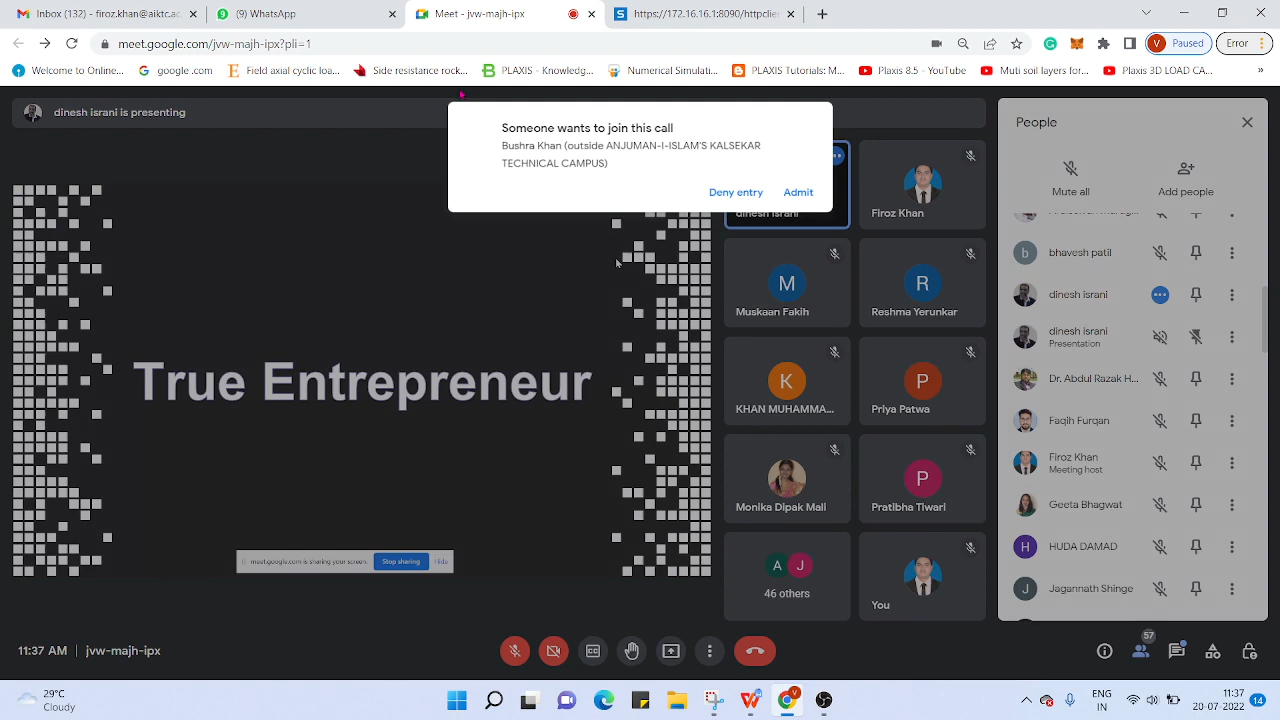 Inbox (332) - firoz.khan@aiktc.ac.
(9) WhatsApp
Meet - jvw-majh-ipx
https://172.16.16.16:8090/httpclier
meet.google.com/jvw-majh-ipx?pli=1
V Paused
Error
Welcome to Online...
google.com
Field axial cyclic loa...
Side resistance rock...
PLAXIS - Knowledg...
Numerical Simulati...
PLAXIS Tutorials: M...
Plaxis 8.5 - YouTube
Muti soil layers for...
Plaxis 3D LOAD CA...
»
dinesh israni is presenting
Someone wants to join this call
Bushra Khan (outside ANJUMAN-I-ISLAM'S KALSEKAR
TECHNICAL CAMPUS)
Deny entry
Admit
True Entrepreneur
meet.google.com is sharing your screen.
Stop sharing
Hide
dinesh israni
Firoz Khan
M
Muskaan Fakih
R
Reshma Yerunkar
K
KHAN MUHAMMA...
P
Priya Patwa
Monika Dipak Mali
P
Pratibha Tiwari
A J
46 others
You
People
Mute all
Add people
b
bhavesh patil
dinesh israni
dinesh israni
Presentation
Dr. Abdul Razak H...
Faqih Furqan
Firoz Khan
Meeting host
Geeta Bhagwat
H
HUDA DAMAD
J
Jagannath Shinge
11:37 AM | jvw-majh-ipx
57
29°C
Cloudy
ENG
IN
11:37
20-07-2022
14